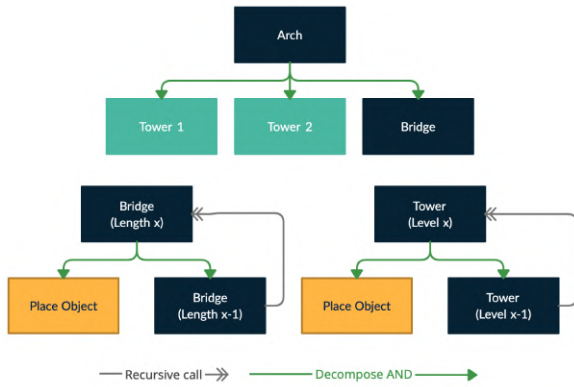 Arch
Tower 1
Tower 2
Bridge
Bridge
(Length x)
Tower
(Level x)
Place Object
Bridge
(Length x-1)
Place Object
Tower
(Level x-1)
Recursive call
Decompose AND